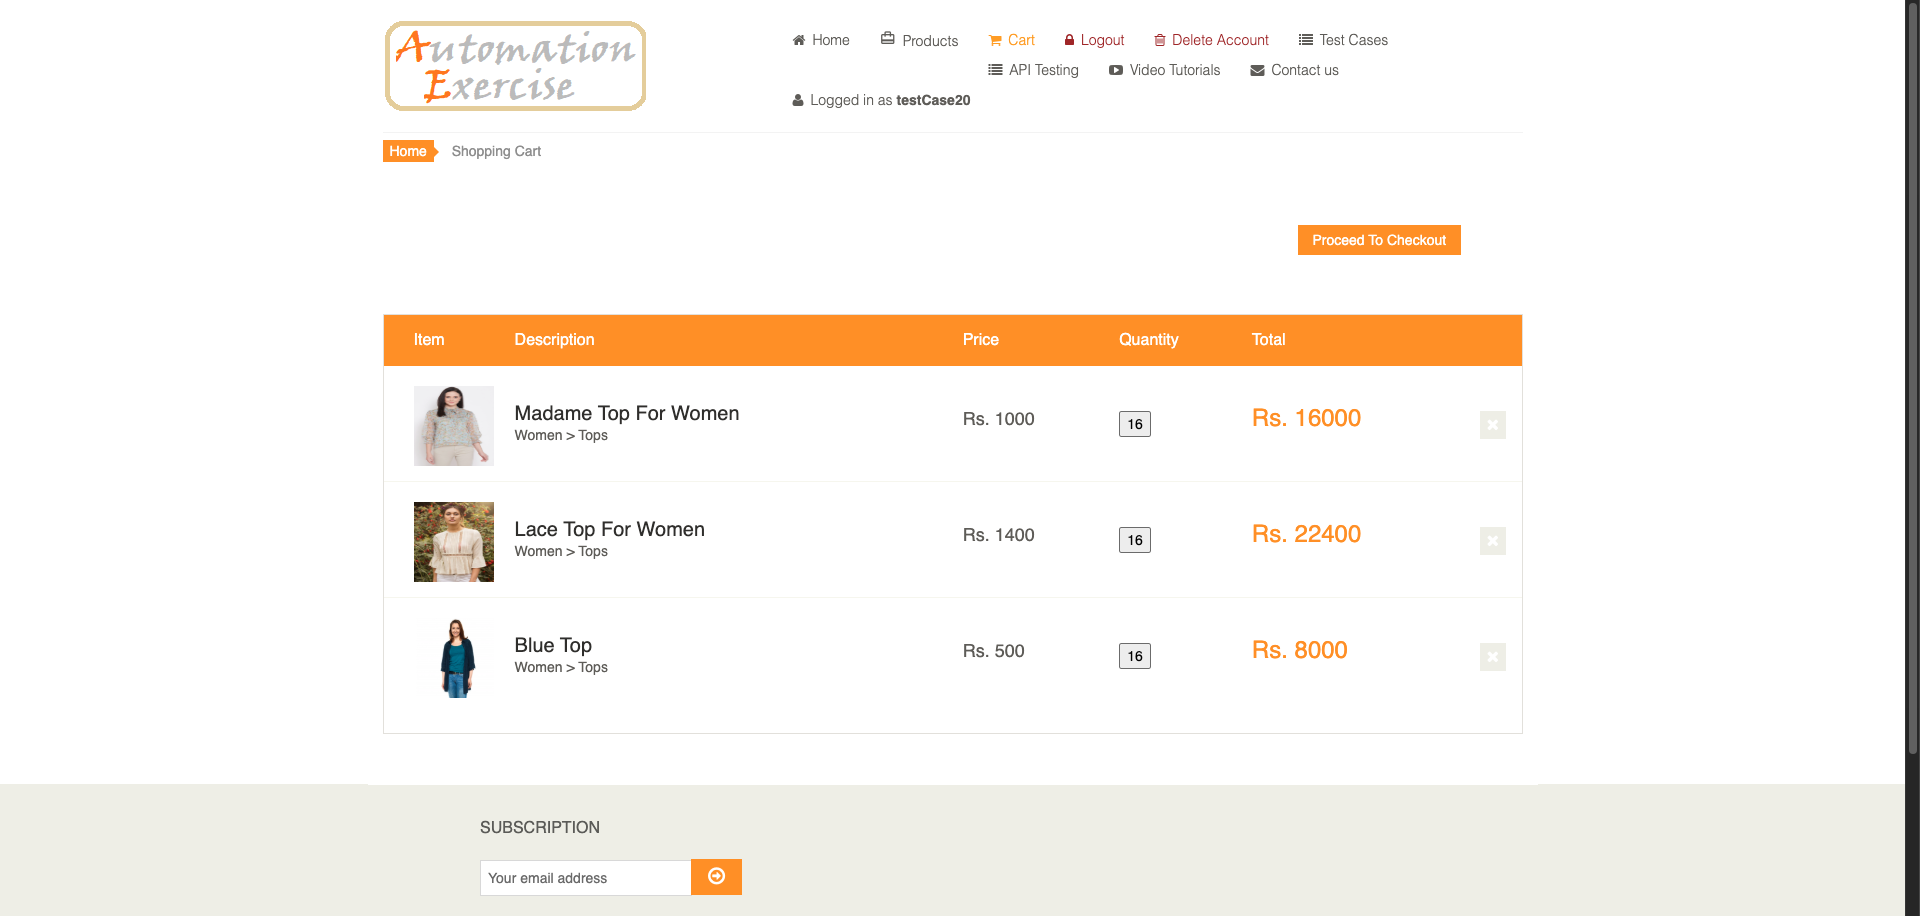 Automation
Exercise
Home
Products
Cart
Logout
Delete Account
Test Cases
API Testing
Video Tutorials
Contact us
Logged in as testCase20
Home
Shopping Cart
Proceed To Checkout
Item Description Price Quantity Total
Madame Top For Women
Women > Tops
Rs. 1000
16
Rs. 16000
Lace Top For Women
Women > Tops
Rs. 1400
16
Rs. 22400
Blue Top
Women > Tops
Rs. 500
16
Rs. 8000
SUBSCRIPTION
Your email address